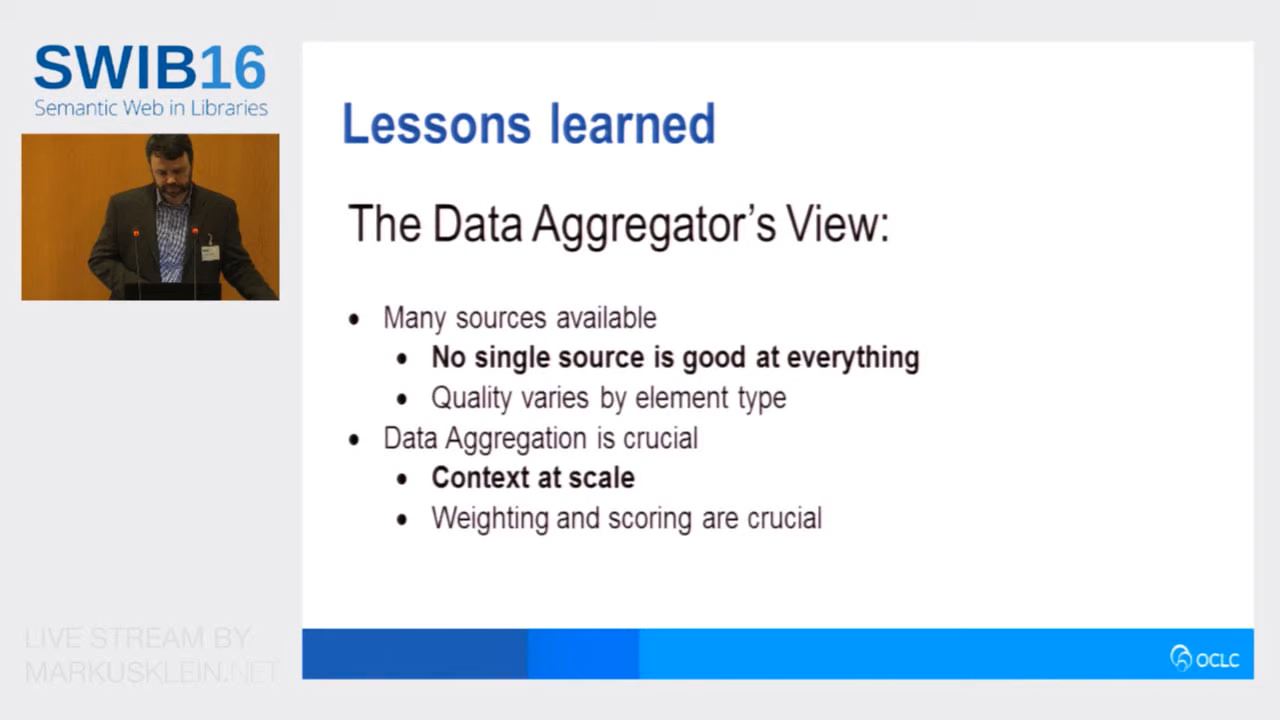 SWIB16
Semantic Web in Libraries
Lessons learned
The Data Aggregator’s View:
• Many sources available
• No single source is good at everything
• Quality varies by element type
• Data Aggregation is crucial
• Context at scale
• Weighting and scoring are crucial
LIVE STREAM BY
MARKUSKLEIN.NET
OCLC